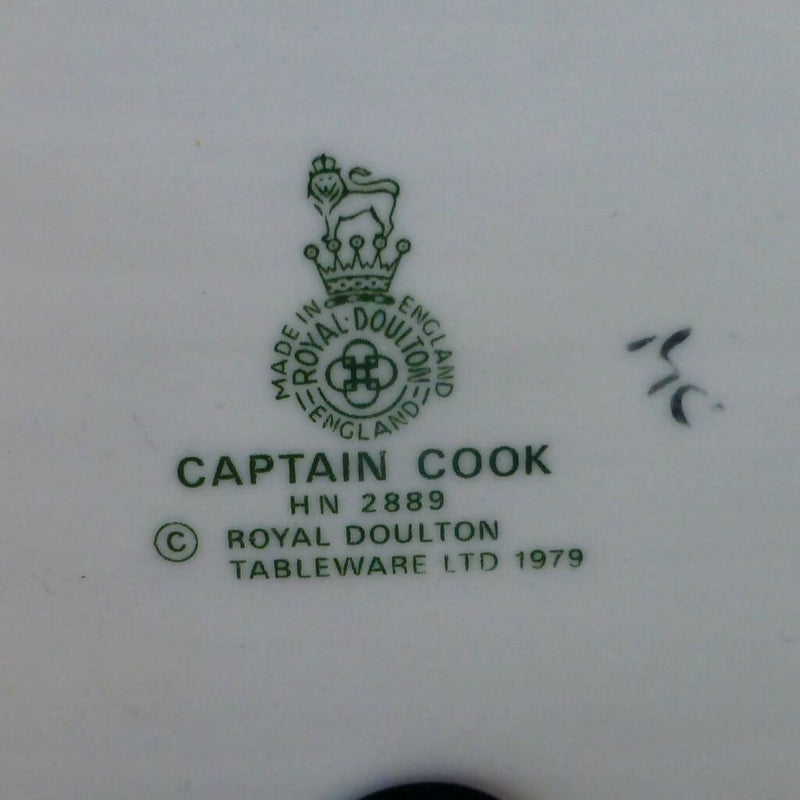 MADE IN ENGLAND
ROYAL·DOULTON
ENGLAND
CAPTAIN COOK
HN 2889
© ROYAL DOULTON
TABLEWARE LTD 1979